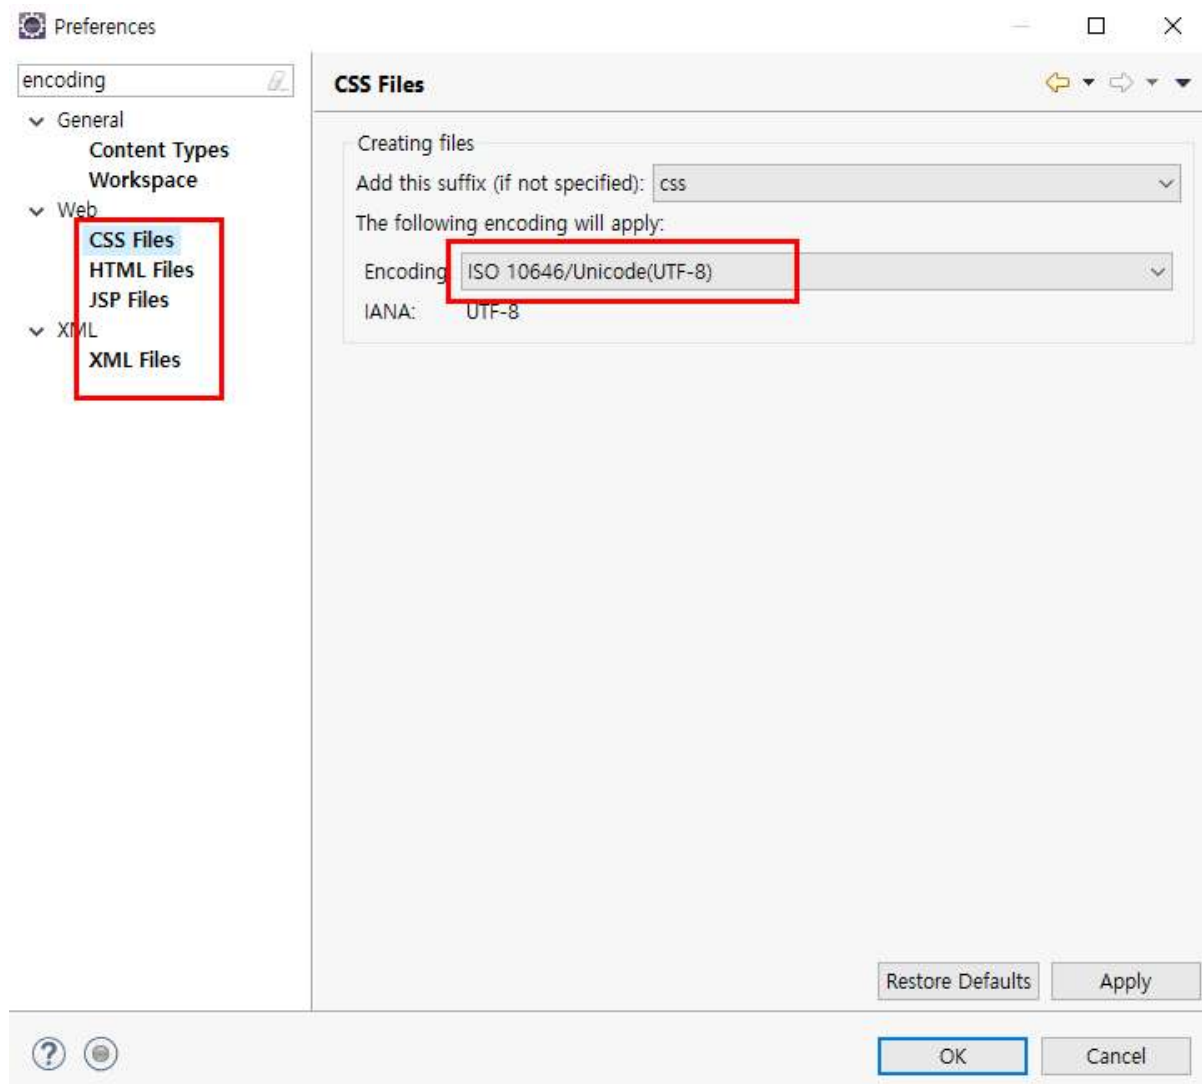 Preferences
encoding
General
Content Types
Workspace
Web
CSS Files
HTML Files
JSP Files
XML
XML Files
CSS Files
Creating files
Add this suffix (if not specified): css
The following encoding will apply:
Encoding ISO 10646/Unicode(UTF-8)
IANA: UTF-8
Restore Defaults Apply
OK Cancel